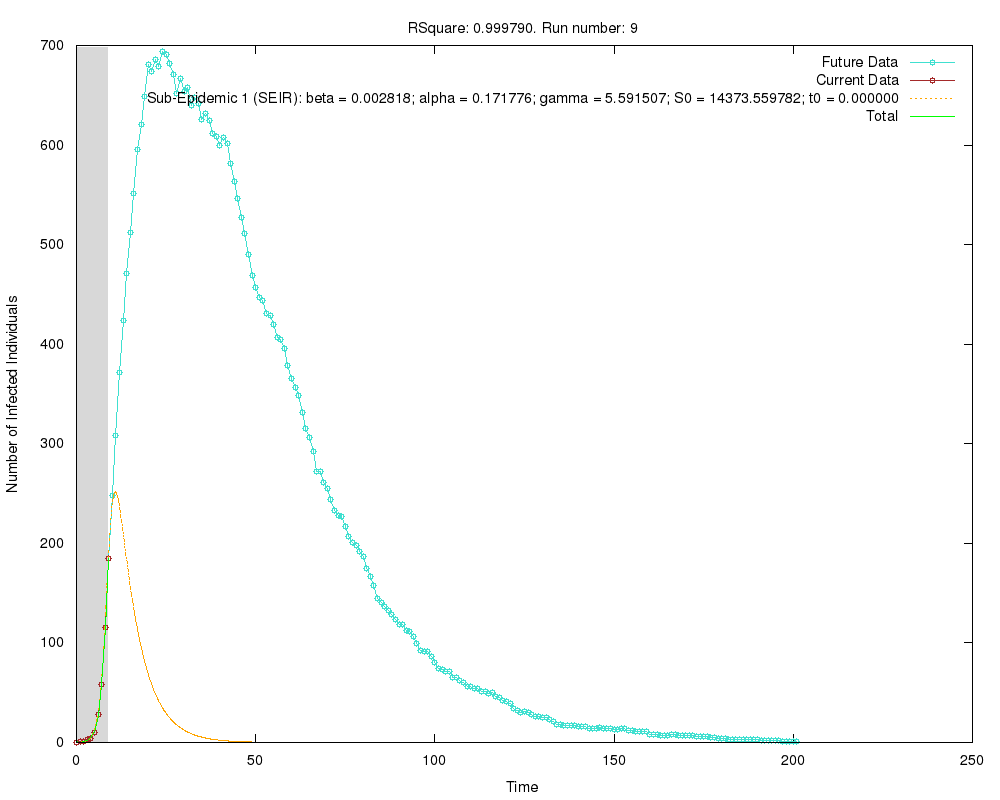 RSquare: 0.999790. Run number: 9
700
600
500
400
300
200
100
0
Number of Infected Individuals
Future Data
Current Data
Sub-Epidemic 1 (SEIR): beta = 0.002818; alpha = 0.171776; gamma = 5.591507; S0 = 14373.559782; t0 = 0.000000
Total
0
50
100
150
200
250
Time